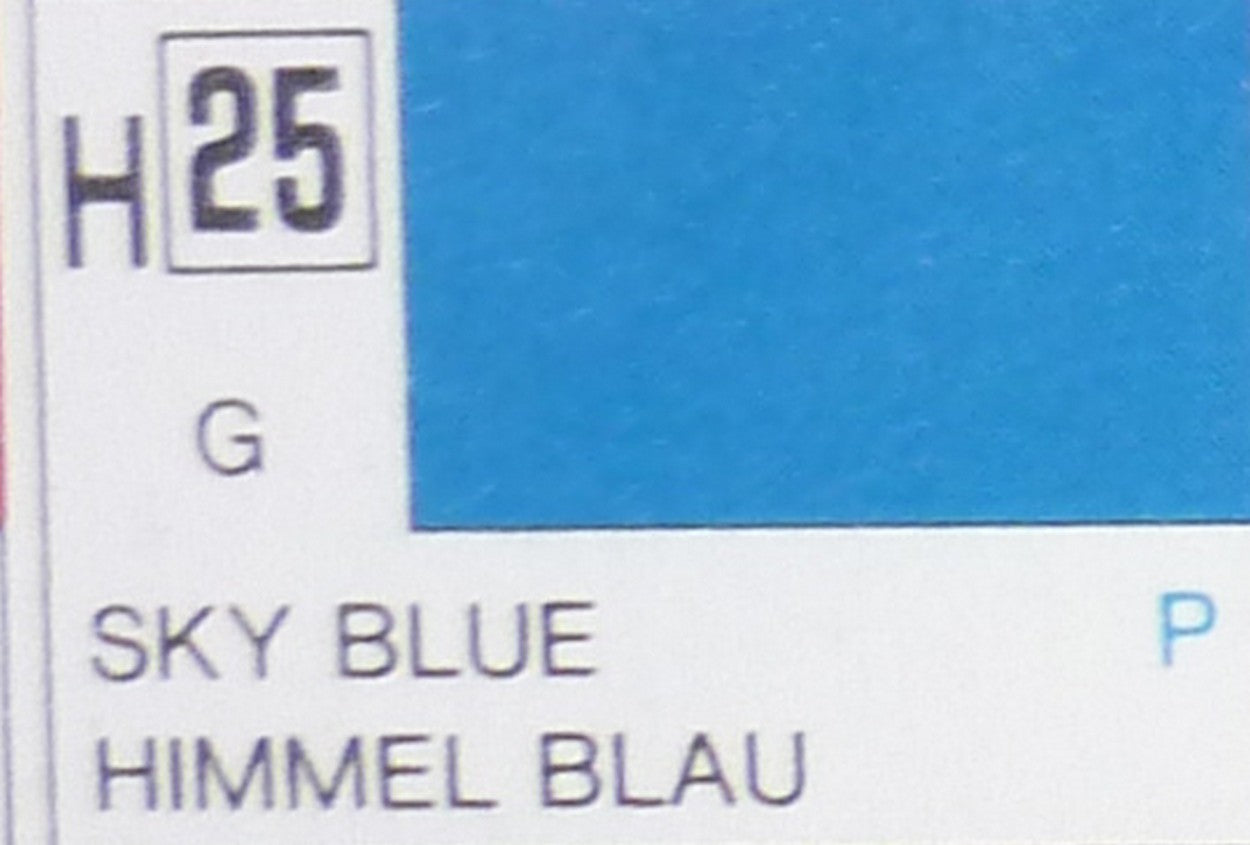 H 25
G
SKY BLUE P
HIMMEL BLAU